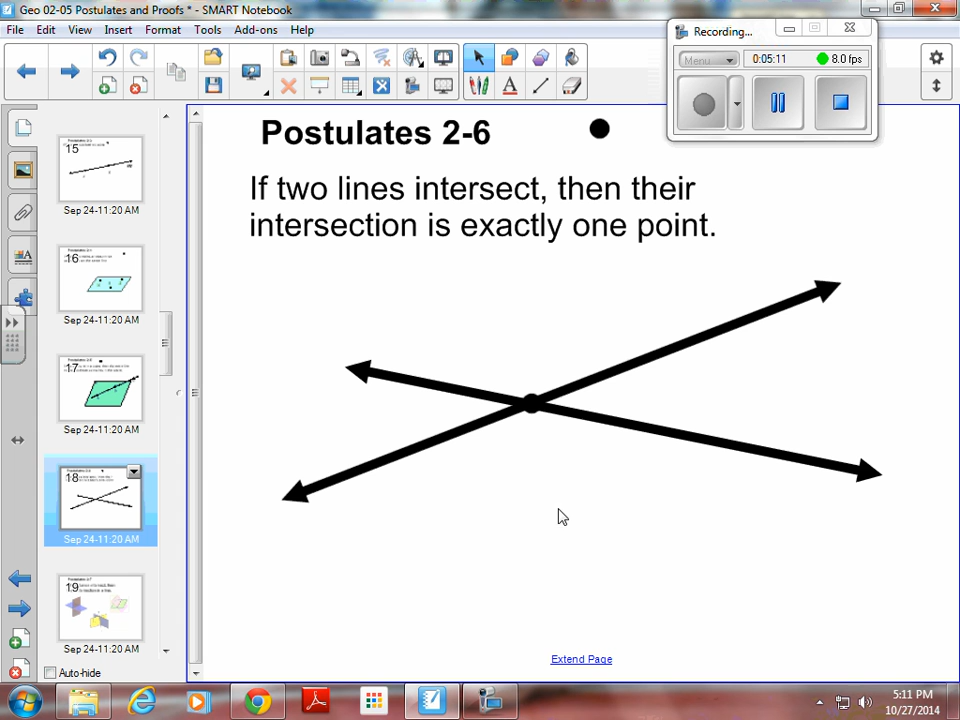 Geo 02-05 Postulates and Proofs * - SMART Notebook
File Edit View Insert Format Tools Add-ons Help
Recording...
Menu 0:05:11 8.0 fps
Postulates 2-6
If two lines intersect, then their
intersection is exactly one point.
15
Sep 24-11:20 AM
16
Sep 24-11:20 AM
17
Sep 24-11:20 AM
18
Sep 24-11:20 AM
19
Sep 24-11:20 AM
Auto-hide
Extend Page
5:11 PM
10/27/2014